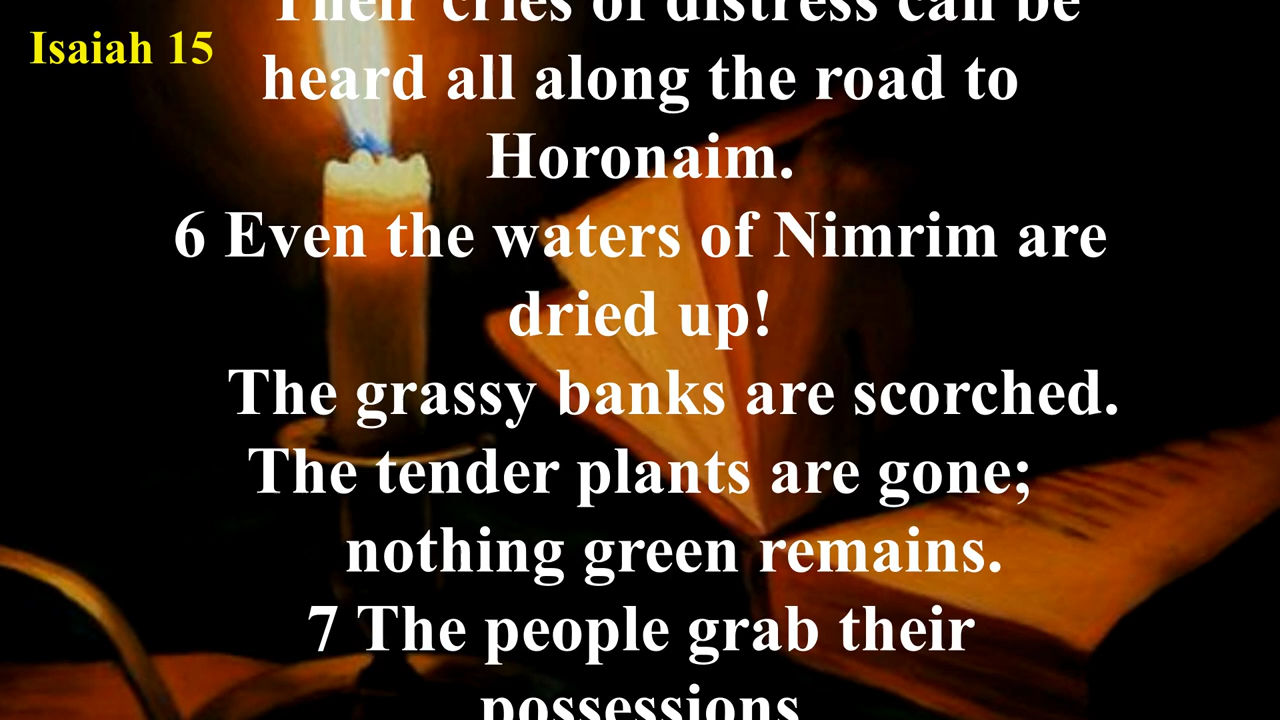 Isaiah 15
Their cries of distress can be
heard all along the road to
Horonaim.
6 Even the waters of Nimrim are
dried up!
The grassy banks are scorched.
The tender plants are gone;
nothing green remains.
7 The people grab their
possessions